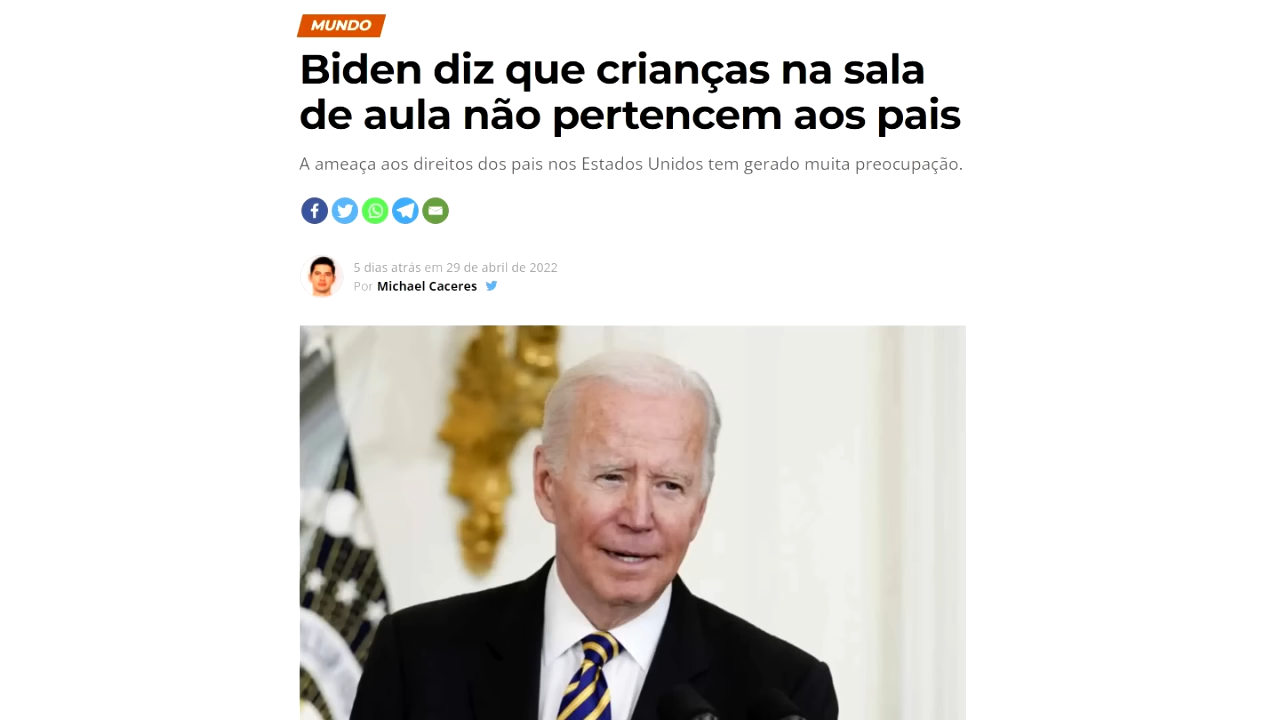 MUNDO
Biden diz que crianças na sala
de aula não pertencem aos pais
A ameaça aos direitos dos pais nos Estados Unidos tem gerado muita preocupação.
5 dias atrás em 29 de abril de 2022
Por Michael Caceres